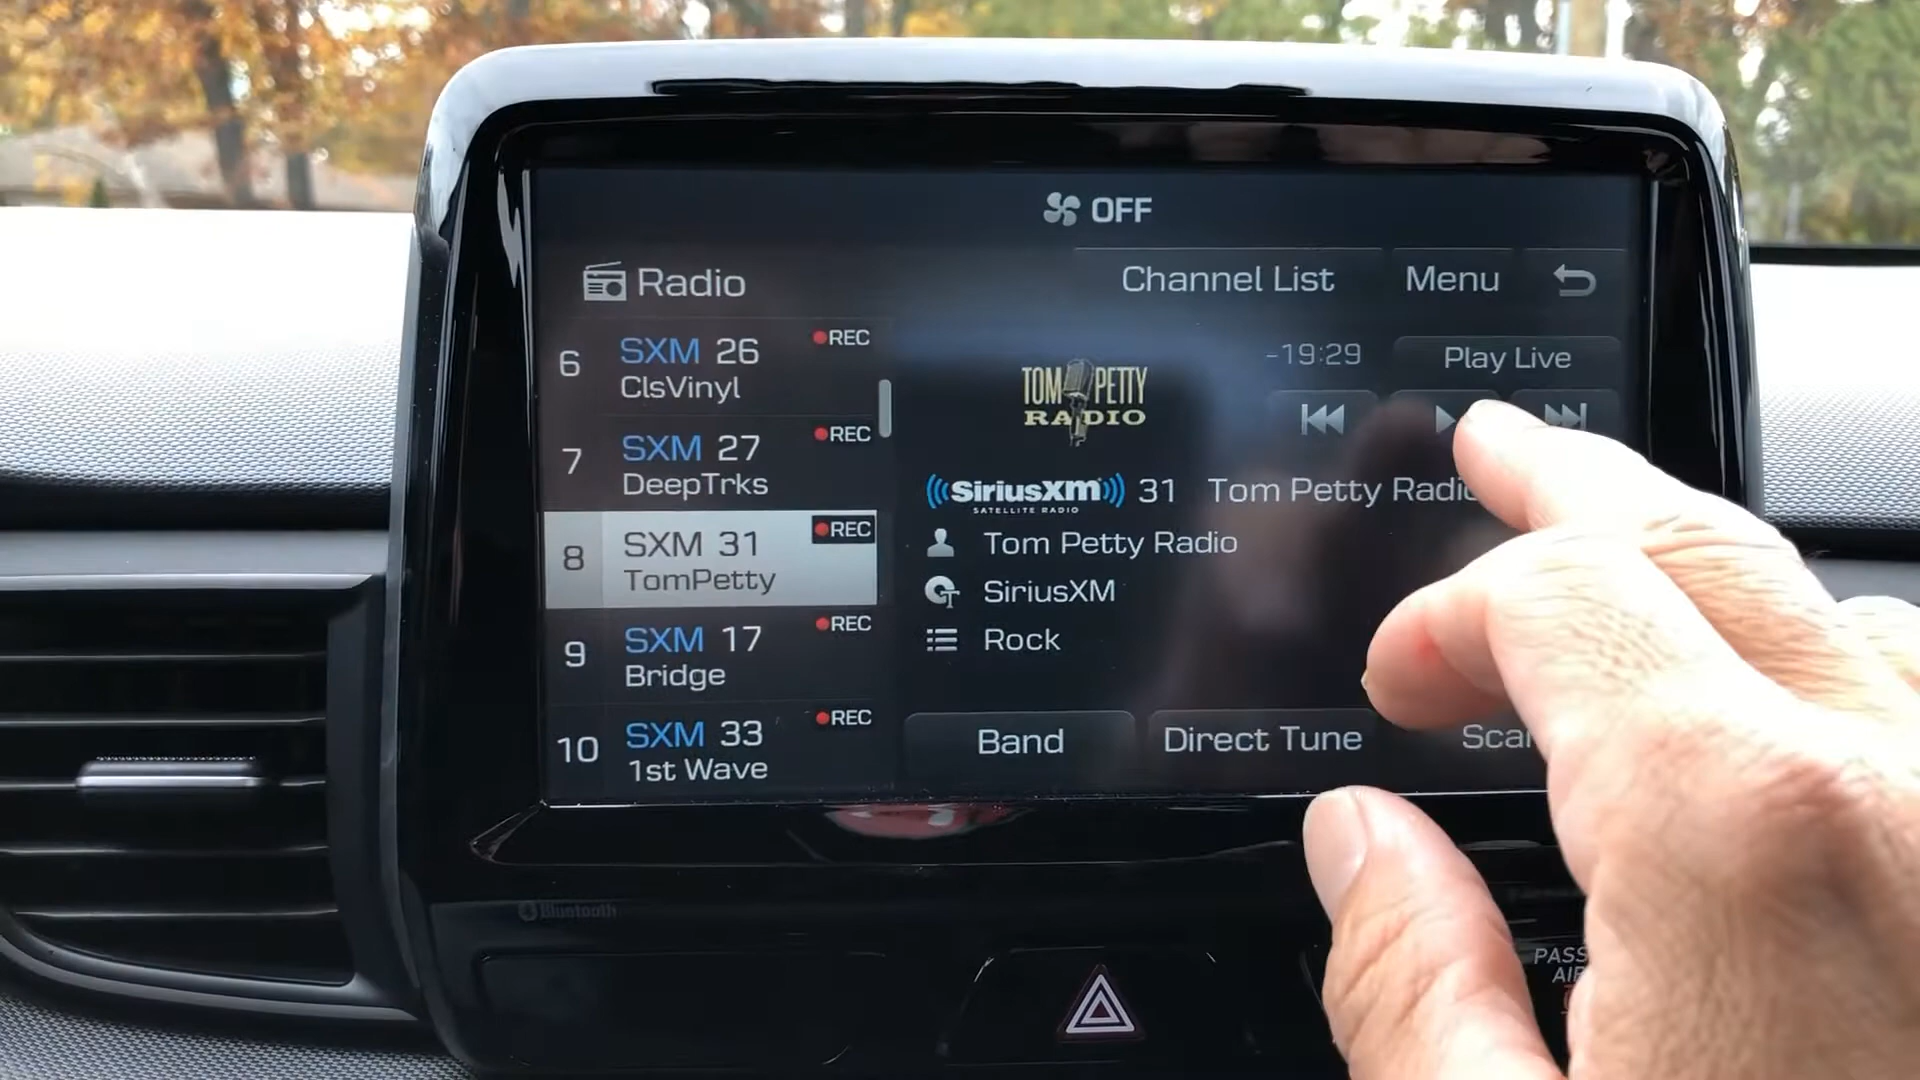 OFF
Radio
Channel List
Menu
6
SXM 26
REC
ClsVinyl
7
SXM 27
REC
DeepTrks
8
SXM 31
REC
TomPetty
9
SXM 17
REC
Bridge
10
SXM 33
REC
1st Wave
-19:29
Play Live
TOM PETTY
RADIO
SiriusXM 31 Tom Petty Radio
SATELLITE RADIO
Tom Petty Radio
SiriusXM
Rock
Band
Direct Tune
Scan
Bluetooth
PASS
AIR